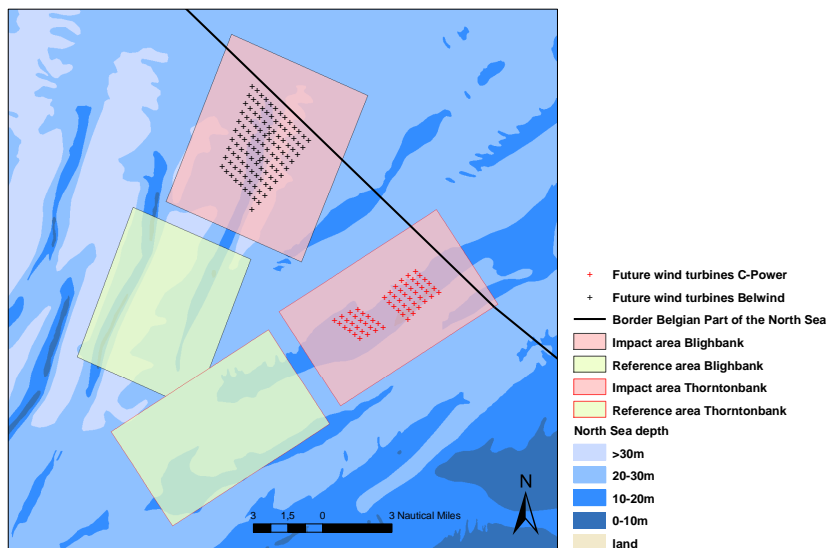 Future wind turbines C-Power
Future wind turbines Belwind
Border Belgian Part of the North Sea
Impact area Blighbank
Reference area Blighbank
Impact area Thorntonbank
Reference area Thorntonbank
North Sea depth
>30m
20-30m
10-20m
0-10m
land
N
3 1,5 0 3 Nautical Miles